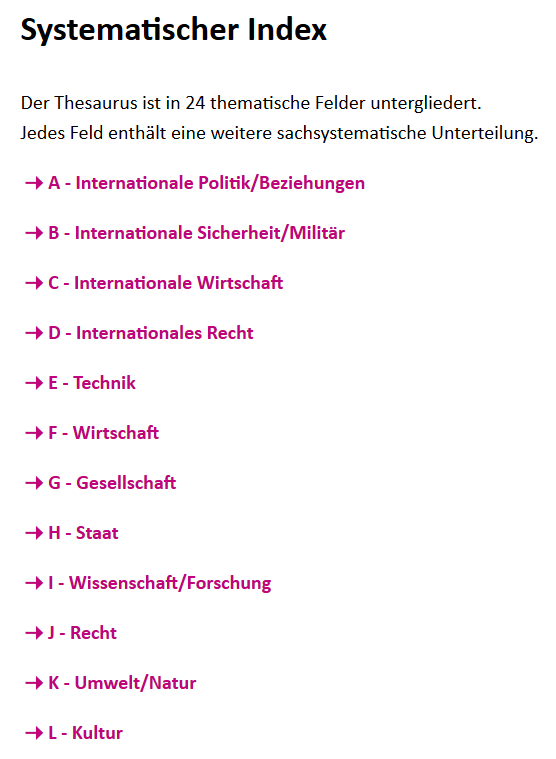 Systematischer Index
Der Thesaurus ist in 24 thematische Felder untergliedert.
Jedes Feld enthält eine weitere sachsystematische Unterteilung.
→ A - Internationale Politik/Beziehungen
→ B - Internationale Sicherheit/Militär
→ C - Internationale Wirtschaft
→ D - Internationales Recht
→ E - Technik
→ F - Wirtschaft
→ G - Gesellschaft
→ H - Staat
→ I - Wissenschaft/Forschung
→ J - Recht
→ K - Umwelt/Natur
→ L - Kultur